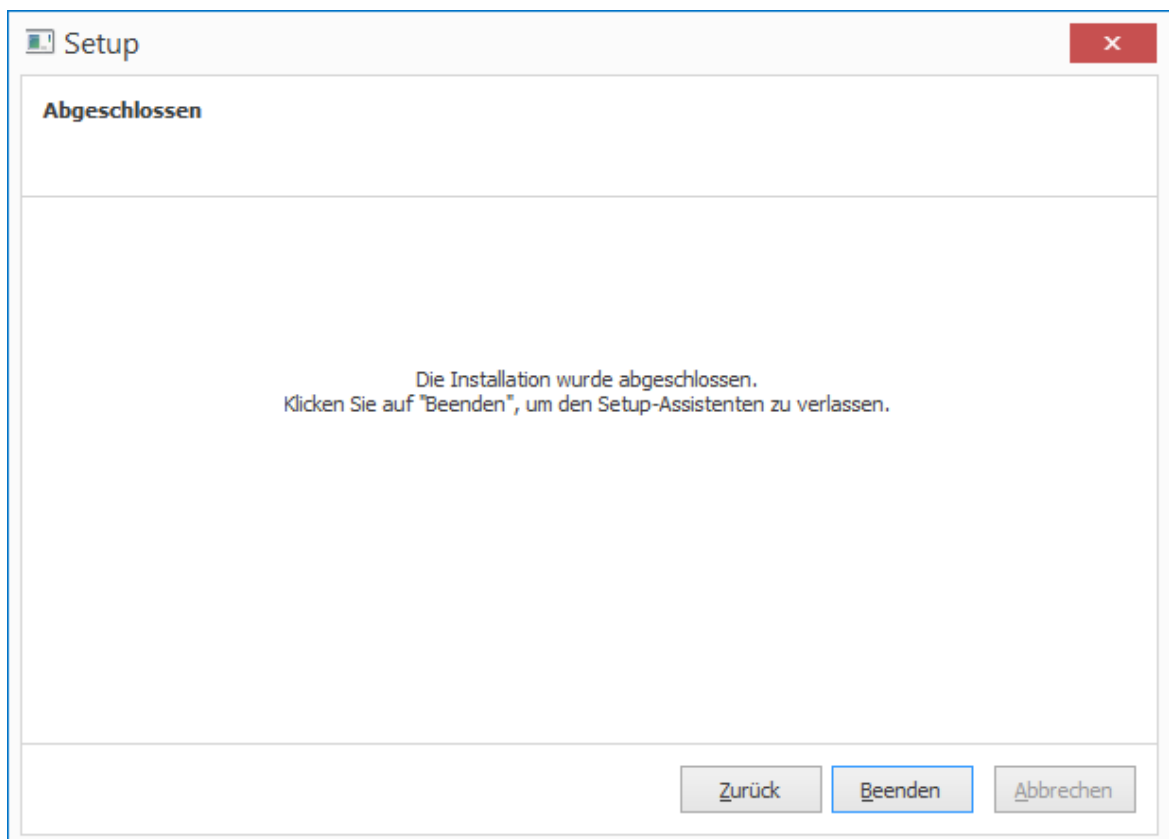 Setup
Abgeschlossen
Die Installation wurde abgeschlossen.
Klicken Sie auf "Beenden", um den Setup-Assistenten zu verlassen.
Zurück
Beenden
Abbrechen